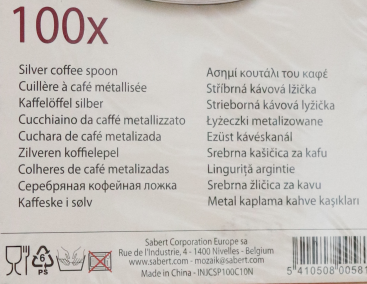 100x
Silver coffee spoon
Cuillère à café métallisée
Kaffelöffel silber
Cucchiaino da caffè metallizzato
Cuchara de café metalizada
Zilveren koffielepel
Colheres de café metalizadas
Серебряная кофейная ложка
Kaffeske i sølv
Ασημί κουτάλι του καφέ
Stříbrná kávová lžička
Strieborná kávová lyžička
Łyżeczki metalizowane
Ezüst kávéskanál
Srebrna kašičica za kafu
Linguriță argintie
Srebrna žličica za kavu
Metal kaplama kahve kaşıkları
6
PS
Sabert Corporation Europe sa
Rue de l'Industrie, 4 - 1400 Nivelles - Belgium
www.sabert.com - mozaik@sabert.com
Made in China - INJCSP100C10N
5 410508 00581